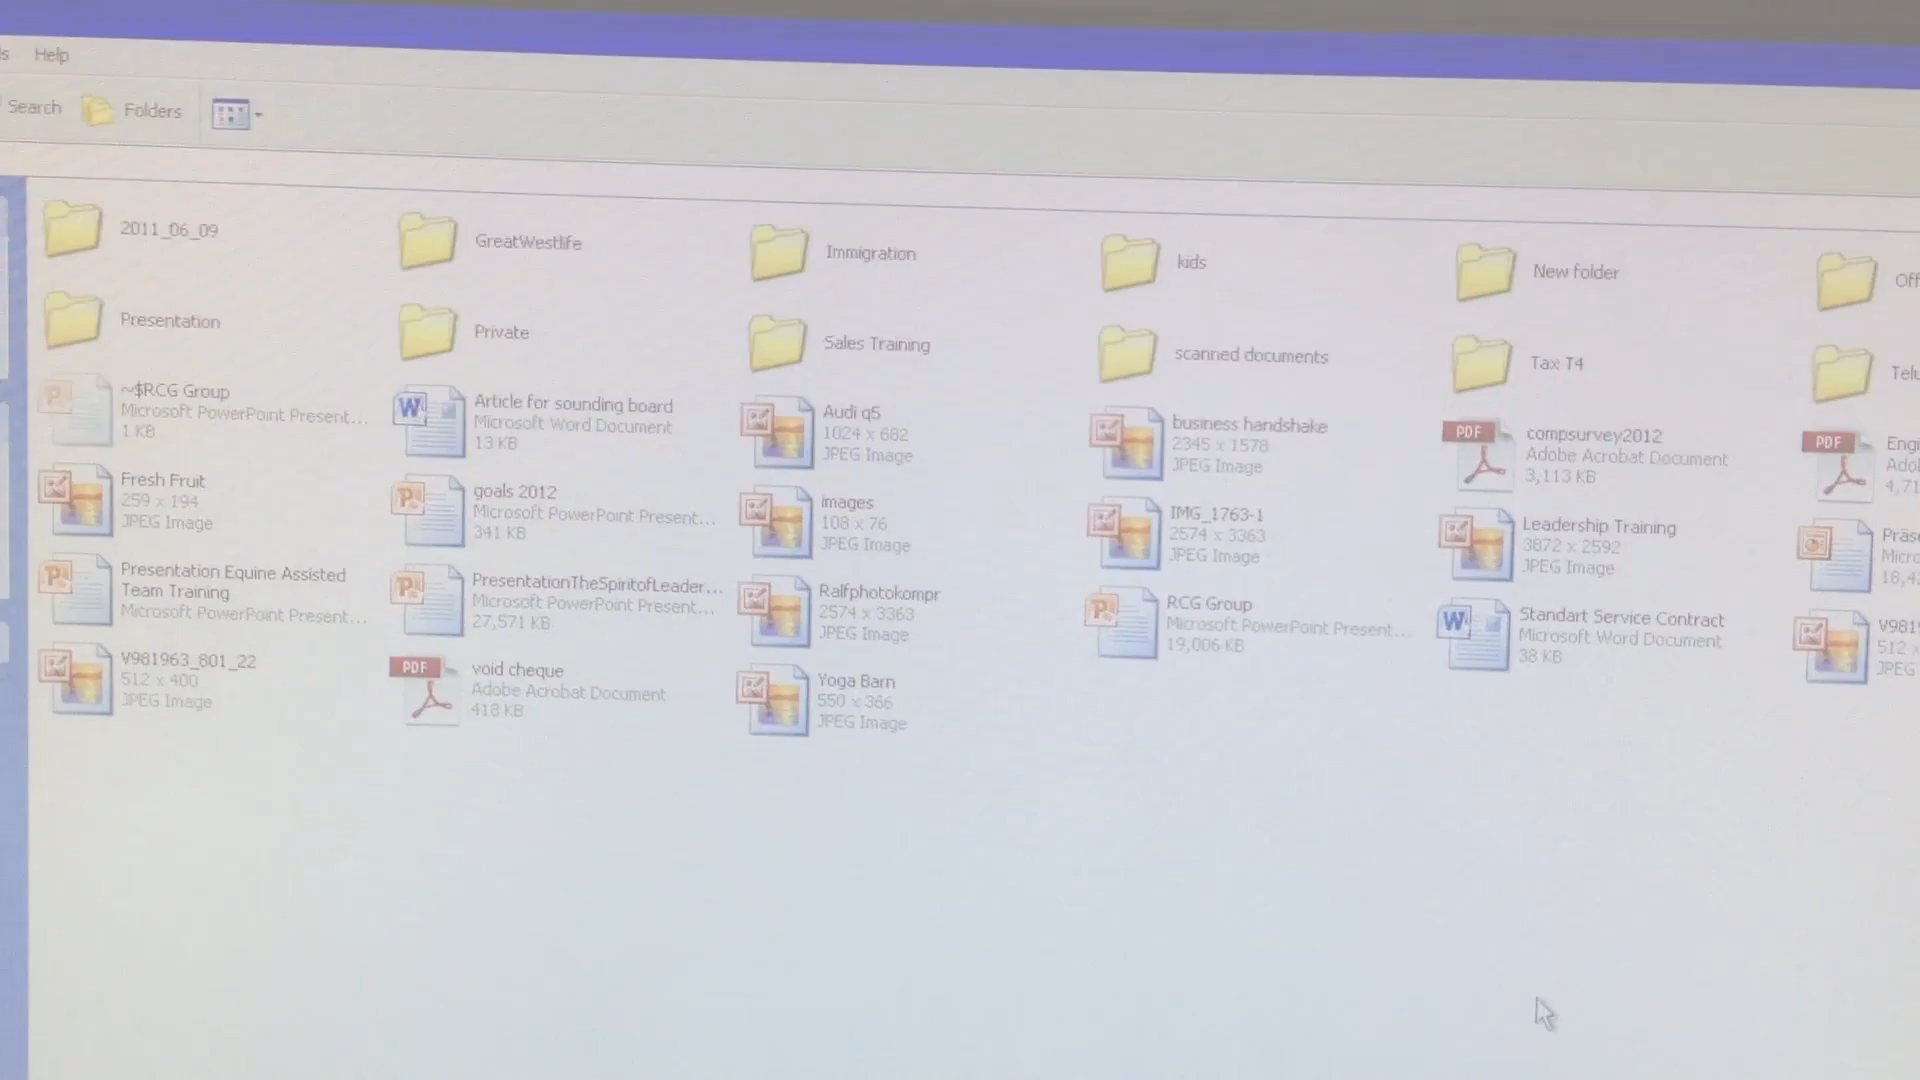 Help
Search Folders
2011_06_09
GreatWestlife
Immigration
kids
New folder
Presentation
Private
Sales Training
scanned documents
Tax T4
~$RCG Group
Microsoft PowerPoint Present...
1 KB
Article for sounding board
Microsoft Word Document
13 KB
Audi q5
1024 x 682
JPEG Image
business handshake
2345 x 1578
JPEG Image
PDF
compsurvey2012
Adobe Acrobat Document
3,113 KB
PDF
Fresh Fruit
259 x 194
JPEG Image
goals 2012
Microsoft PowerPoint Present...
341 KB
images
108 x 76
JPEG Image
IMG_1763-1
2574 x 3363
JPEG Image
Leadership Training
3872 x 2592
JPEG Image
Presentation Equine Assisted
Team Training
Microsoft PowerPoint Present...
PresentationTheSpiritofLeader...
Microsoft PowerPoint Present...
27,571 KB
Ralfphotokompr
2574 x 3363
JPEG Image
RCG Group
Microsoft PowerPoint Present...
19,006 KB
Standart Service Contract
Microsoft Word Document
38 KB
V981
512 x
JPEG
V981963_801_22
512 x 400
JPEG Image
PDF
void cheque
Adobe Acrobat Document
418 KB
Yoga Barn
550 x 366
JPEG Image